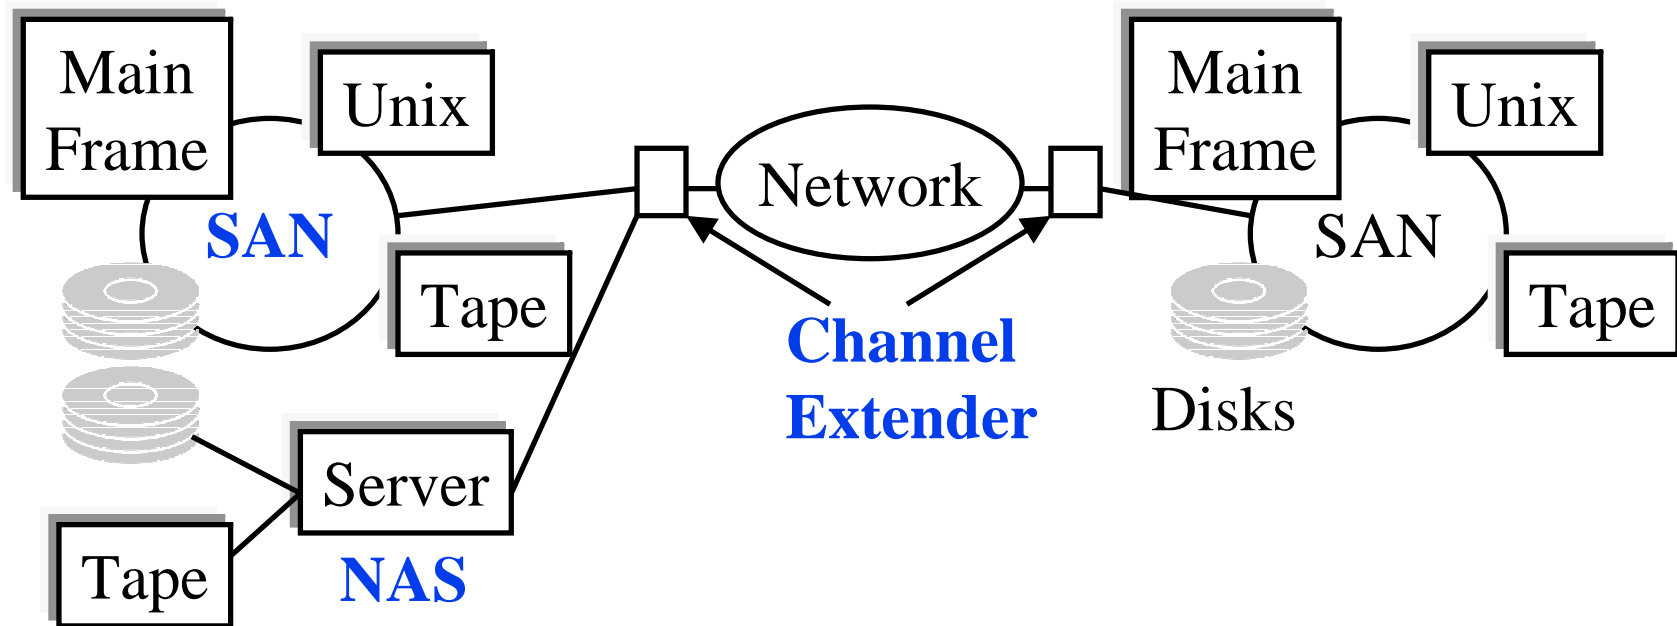 Main
Frame
Unix
SAN
Tape
Server
NAS
Tape
Network
Channel
Extender
Main
Frame
Unix
SAN
Tape
Disks